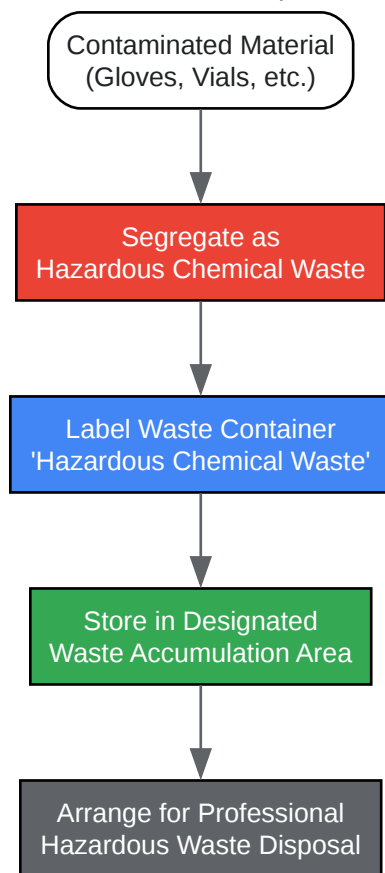 Contaminated Material
(Gloves, Vials, etc.)
Segregate as
Hazardous Chemical Waste
Label Waste Container
'Hazardous Chemical Waste'
Store in Designated
Waste Accumulation Area
Arrange for Professional
Hazardous Waste Disposal